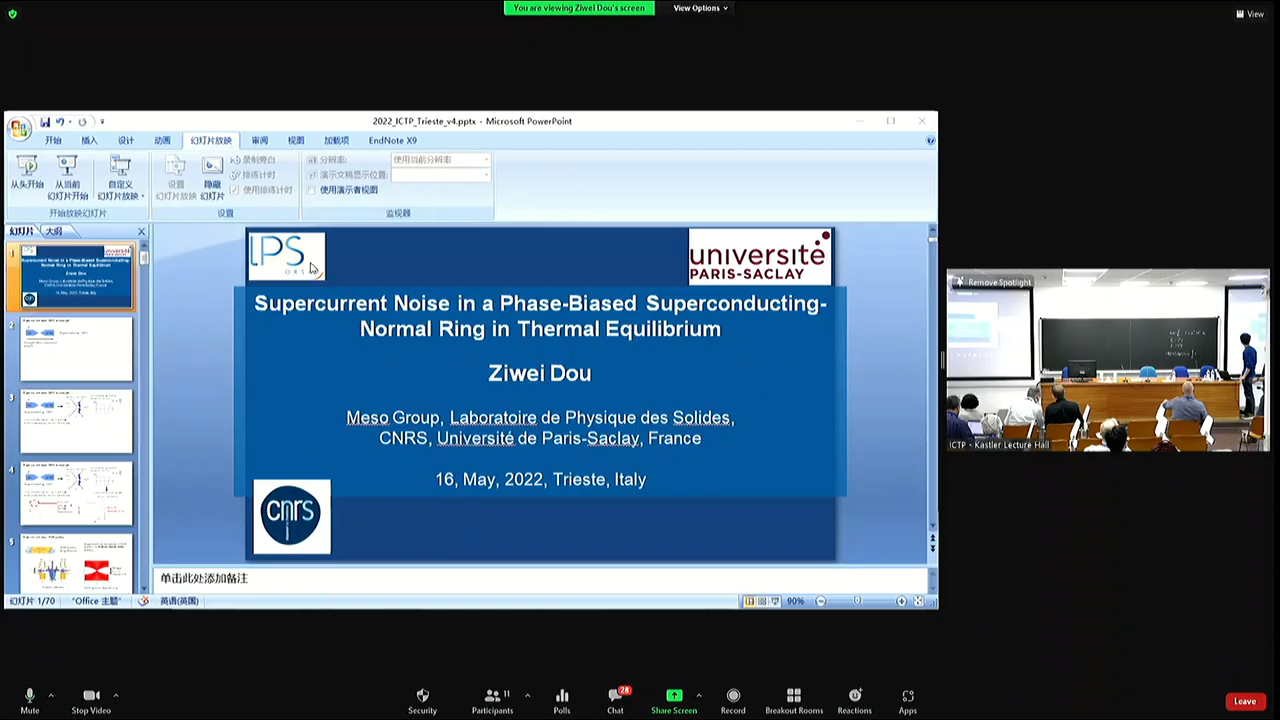 You are viewing Ziwei Dou's screen
View Options
View
2022_ICTP_Trieste_v4.pptx - Microsoft PowerPoint
开始
插入
设计
动画
幻灯片放映
审阅
视图
加载项
EndNote X9
从头开始
从当前
幻灯片开始
自定义
幻灯片放映
设置
幻灯片放映
隐藏
幻灯片
录制旁白
排练计时
使用排练计时
分辨率:
使用当前分辨率
演示文稿显示位置:
使用演示者视图
开始放映幻灯片
设置
监视器
幻灯片
大纲
1
2
3
4
5
LPS
ORS
université
PARIS-SACLAY
Supercurrent Noise in a Phase-Biased Superconducting-
Normal Ring in Thermal Equilibrium
Ziwei Dou
Meso Group, Laboratoire de Physique des Solides,
CNRS, Université de Paris-Saclay, France
16, May, 2022, Trieste, Italy
cnrs
单击此处添加备注
幻灯片 1/70
"Office 主题"
英语(英国)
90%
Remove Spotlight
ICTP - Kastler Lecture Hall
Mute
Stop Video
Security
Participants
11
Polls
Chat
28
Share Screen
Record
Breakout Rooms
Reactions
Apps
Leave